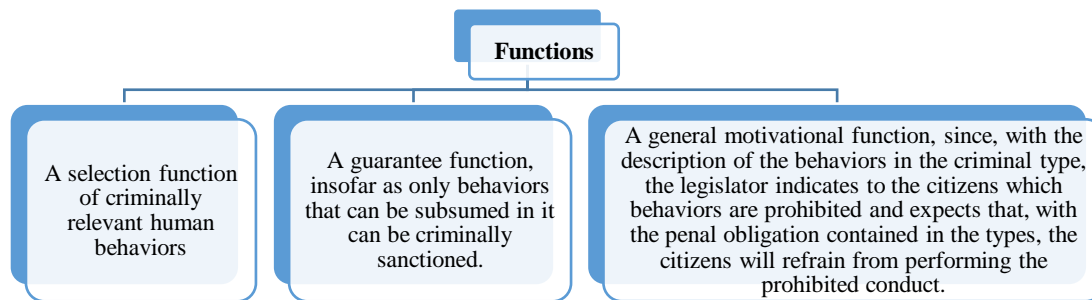 Functions
A selection function
of criminally
relevant human
behaviors
A guarantee function,
insofar as only behaviors
that can be subsumed in it
can be criminally
sanctioned.
A general motivational function, since, with the
description of the behaviors in the criminal type,
the legislator indicates to the citizens which
behaviors are prohibited and expects that, with
the penal obligation contained in the types, the
citizens will refrain from performing the
prohibited conduct.